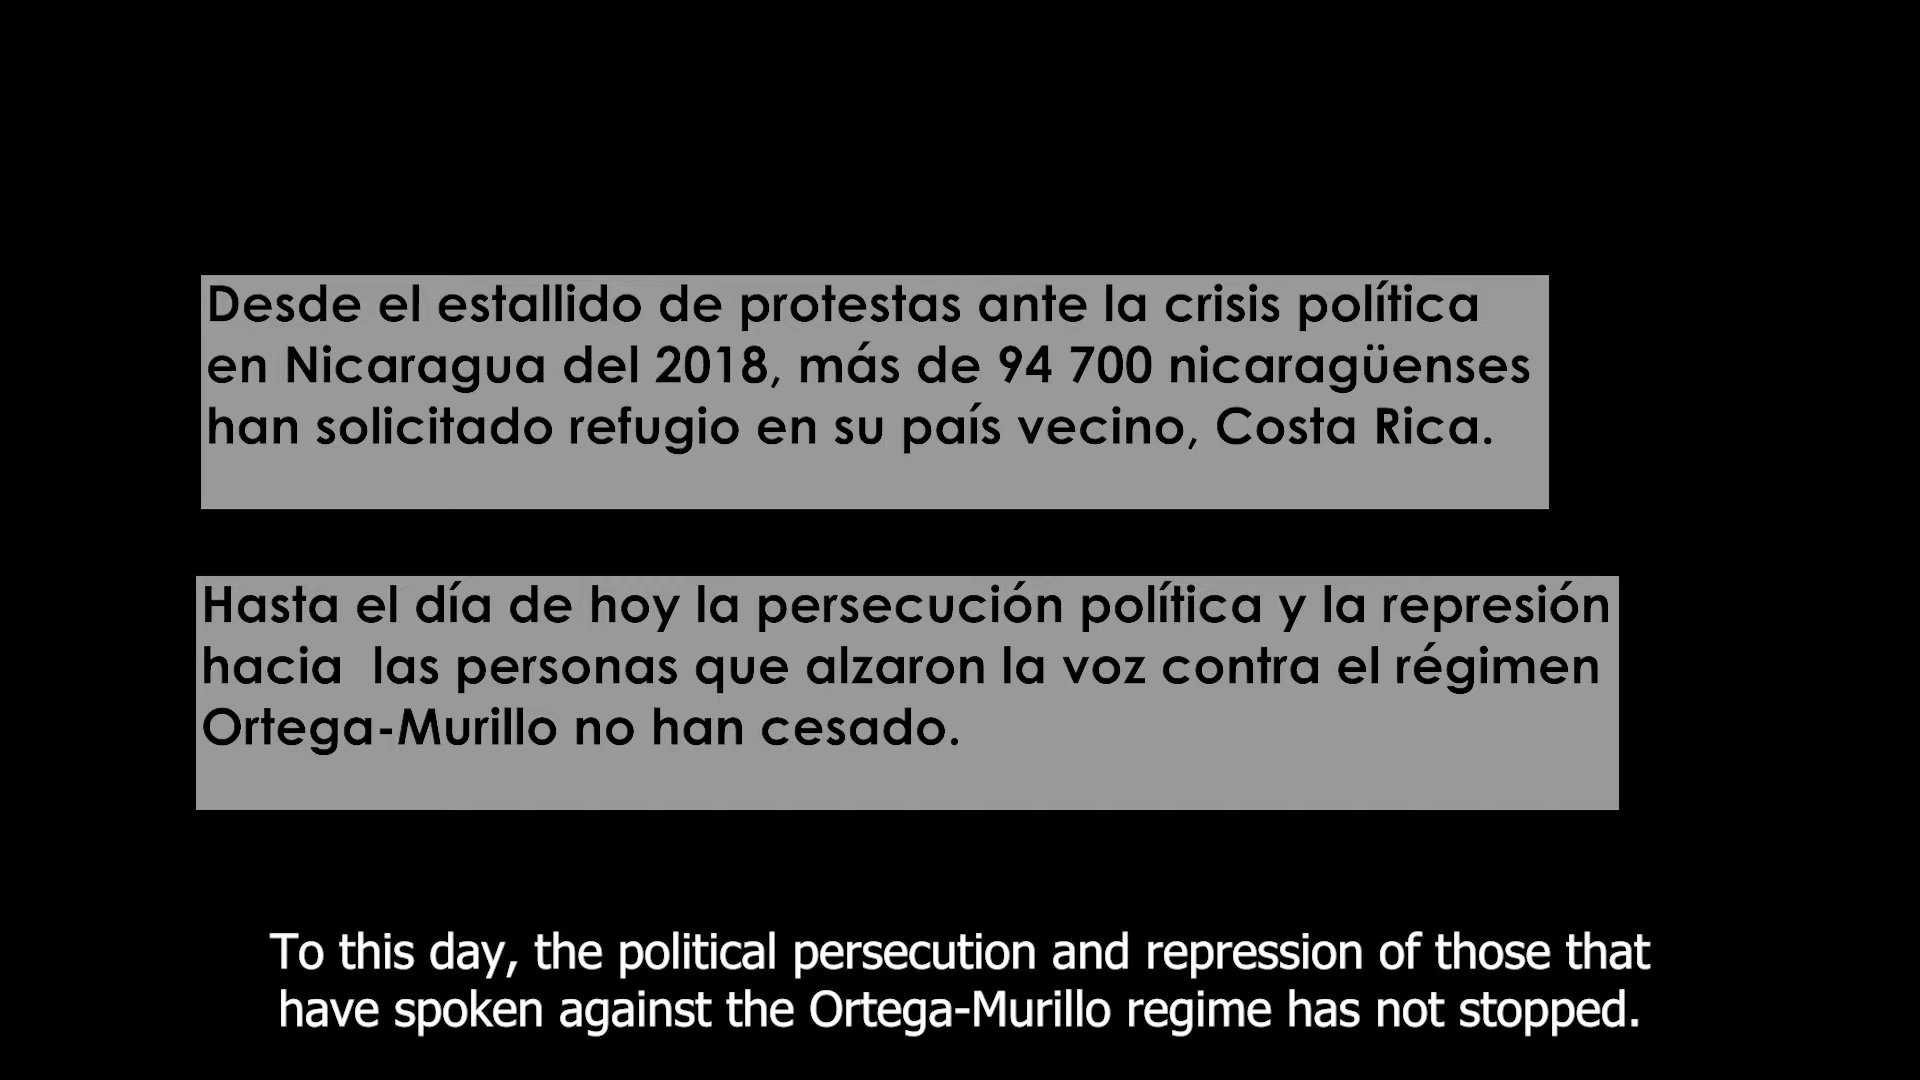 Desde el estallido de protestas ante la crisis política
en Nicaragua del 2018, más de 94 700 nicaragüenses
han solicitado refugio en su país vecino, Costa Rica.
Hasta el día de hoy la persecución política y la represión
hacia  las personas que alzaron la voz contra el régimen
Ortega-Murillo no han cesado.
To this day, the political persecution and repression of those that
have spoken against the Ortega-Murillo regime has not stopped.